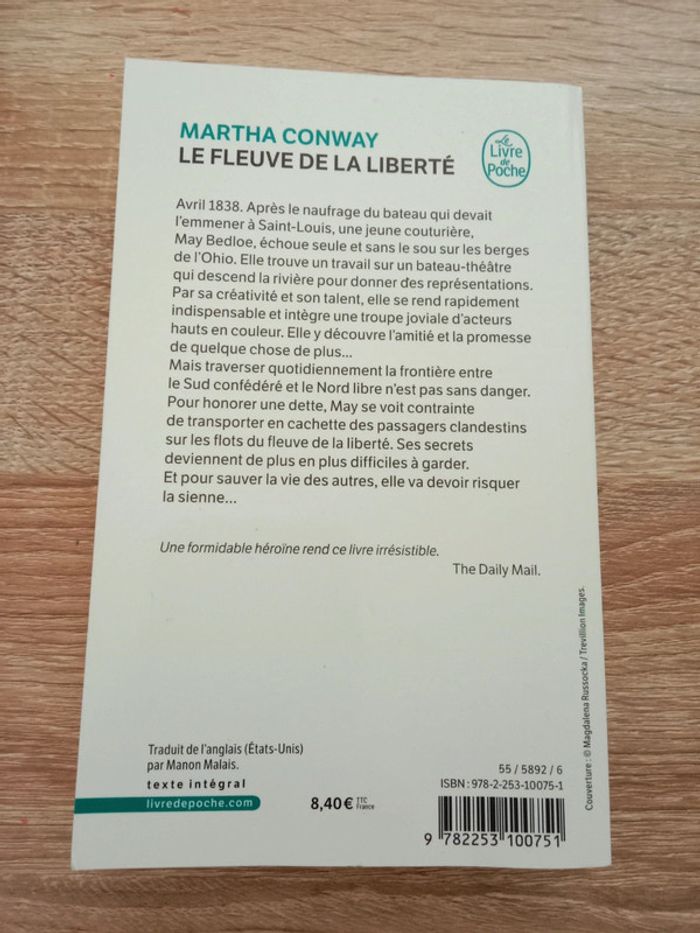 MARTHA CONWAY
LE FLEUVE DE LA LIBERTÉ
Le
Livre
de
Poche
Avril 1838. Après le naufrage du bateau qui devait
l'emmener à Saint-Louis, une jeune couturière,
May Bedloe, échoue seule et sans le sou sur les berges
de l'Ohio. Elle trouve un travail sur un bateau-théâtre
qui descend la rivière pour donner des représentations.
Par sa créativité et son talent, elle se rend rapidement
indispensable et intègre une troupe joviale d'acteurs
hauts en couleur. Elle y découvre l'amitié et la promesse
de quelque chose de plus...
Mais traverser quotidiennement la frontière entre
le Sud confédéré et le Nord libre n'est pas sans danger.
Pour honorer une dette, May se voit contrainte
de transporter en cachette des passagers clandestins
sur les flots du fleuve de la liberté. Ses secrets
deviennent de plus en plus difficiles à garder.
Et pour sauver la vie des autres, elle va devoir risquer
la sienne...
Une formidable héroïne rend ce livre irrésistible.
The Daily Mail.
Couverture : © Magdalena Russocka / Trevillion Images.
Traduit de l'anglais (États-Unis)
par Manon Malais.
texte intégral
livredepoche.com
8,40 € TTC
France
55 / 5892 / 6
ISBN : 978-2-253-10075-1
9 782253 100751